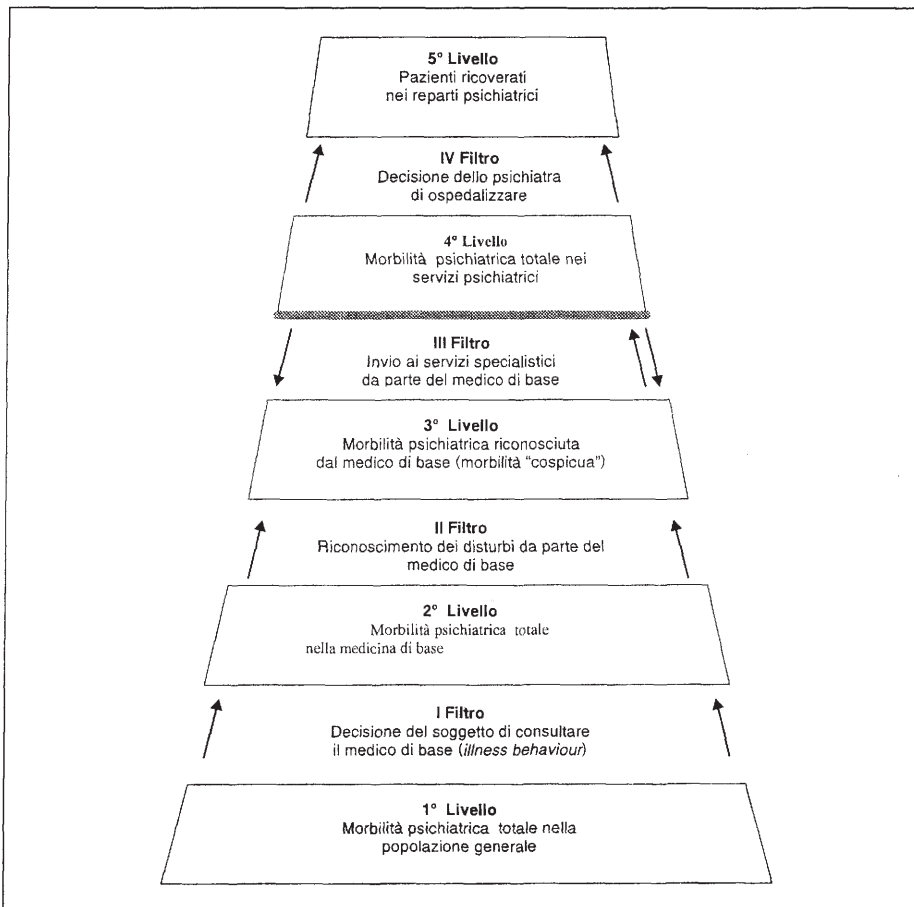 5° Livello
Pazienti ricoverati
nei reparti psichiatrici
IV Filtro
Decisione dello psichiatra
di ospedalizzare
4° Livello
Morbilità psichiatrica totale nei
servizi psichiatrici
III Filtro
Invio ai servizi specialistici
da parte del medico di base
3° Livello
Morbilità psichiatrica riconosciuta
dal medico di base (morbilità "cospicua")
II Filtro
Riconoscimento dei disturbi da parte del
medico di base
2° Livello
Morbilità psichiatrica totale
nella medicina di base
I Filtro
Decisione del soggetto di consultare
il medico di base (illness behaviour)
1° Livello
Morbilità psichiatrica totale nella
popolazione generale